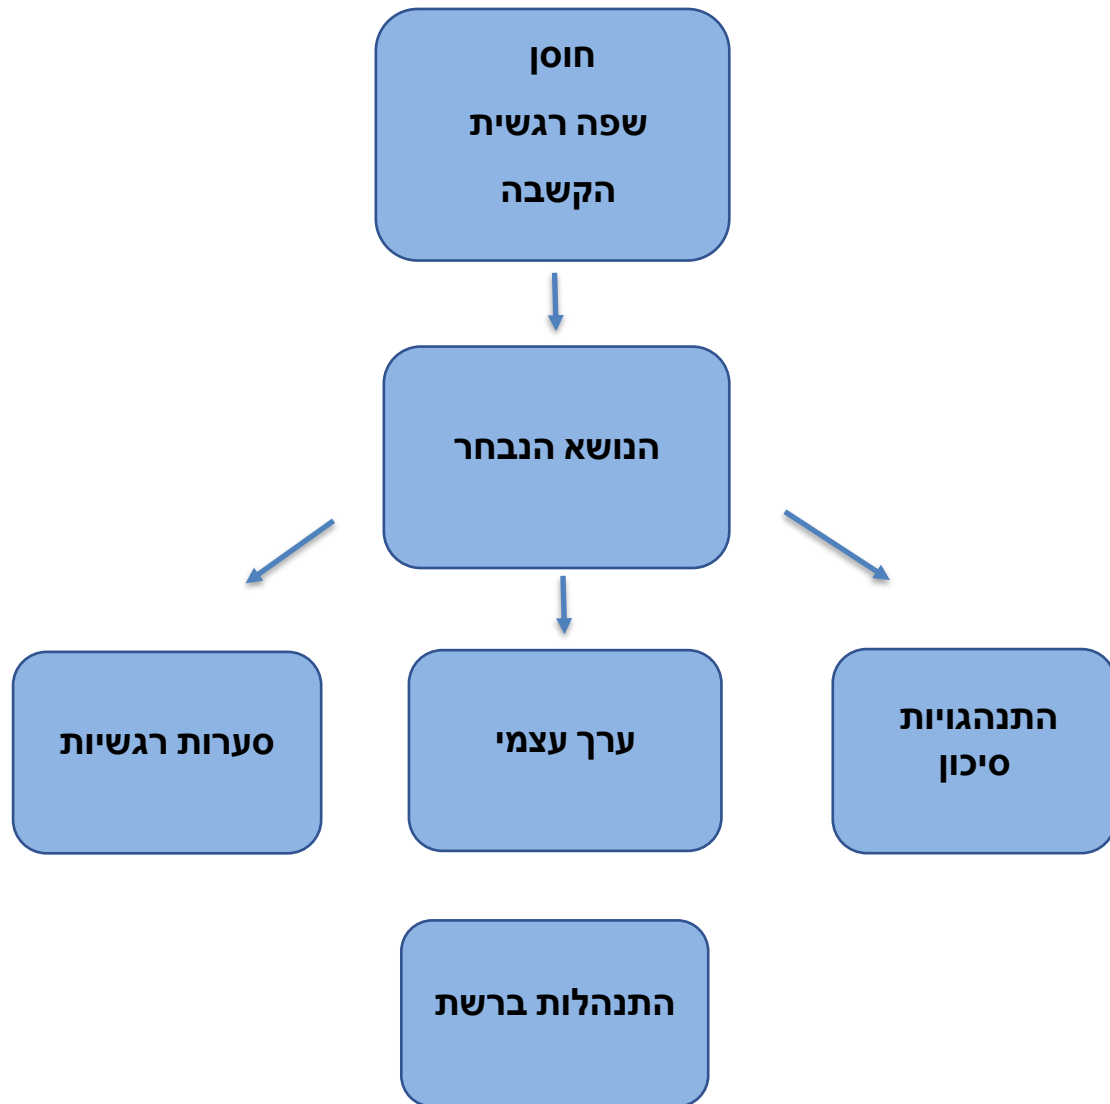 חוסן
שפה רגשית
הקשבה
הנושא הנבחר
התנהגויות
סיכון
ערך עצמי
סערות רגשיות
התנהלות ברשת